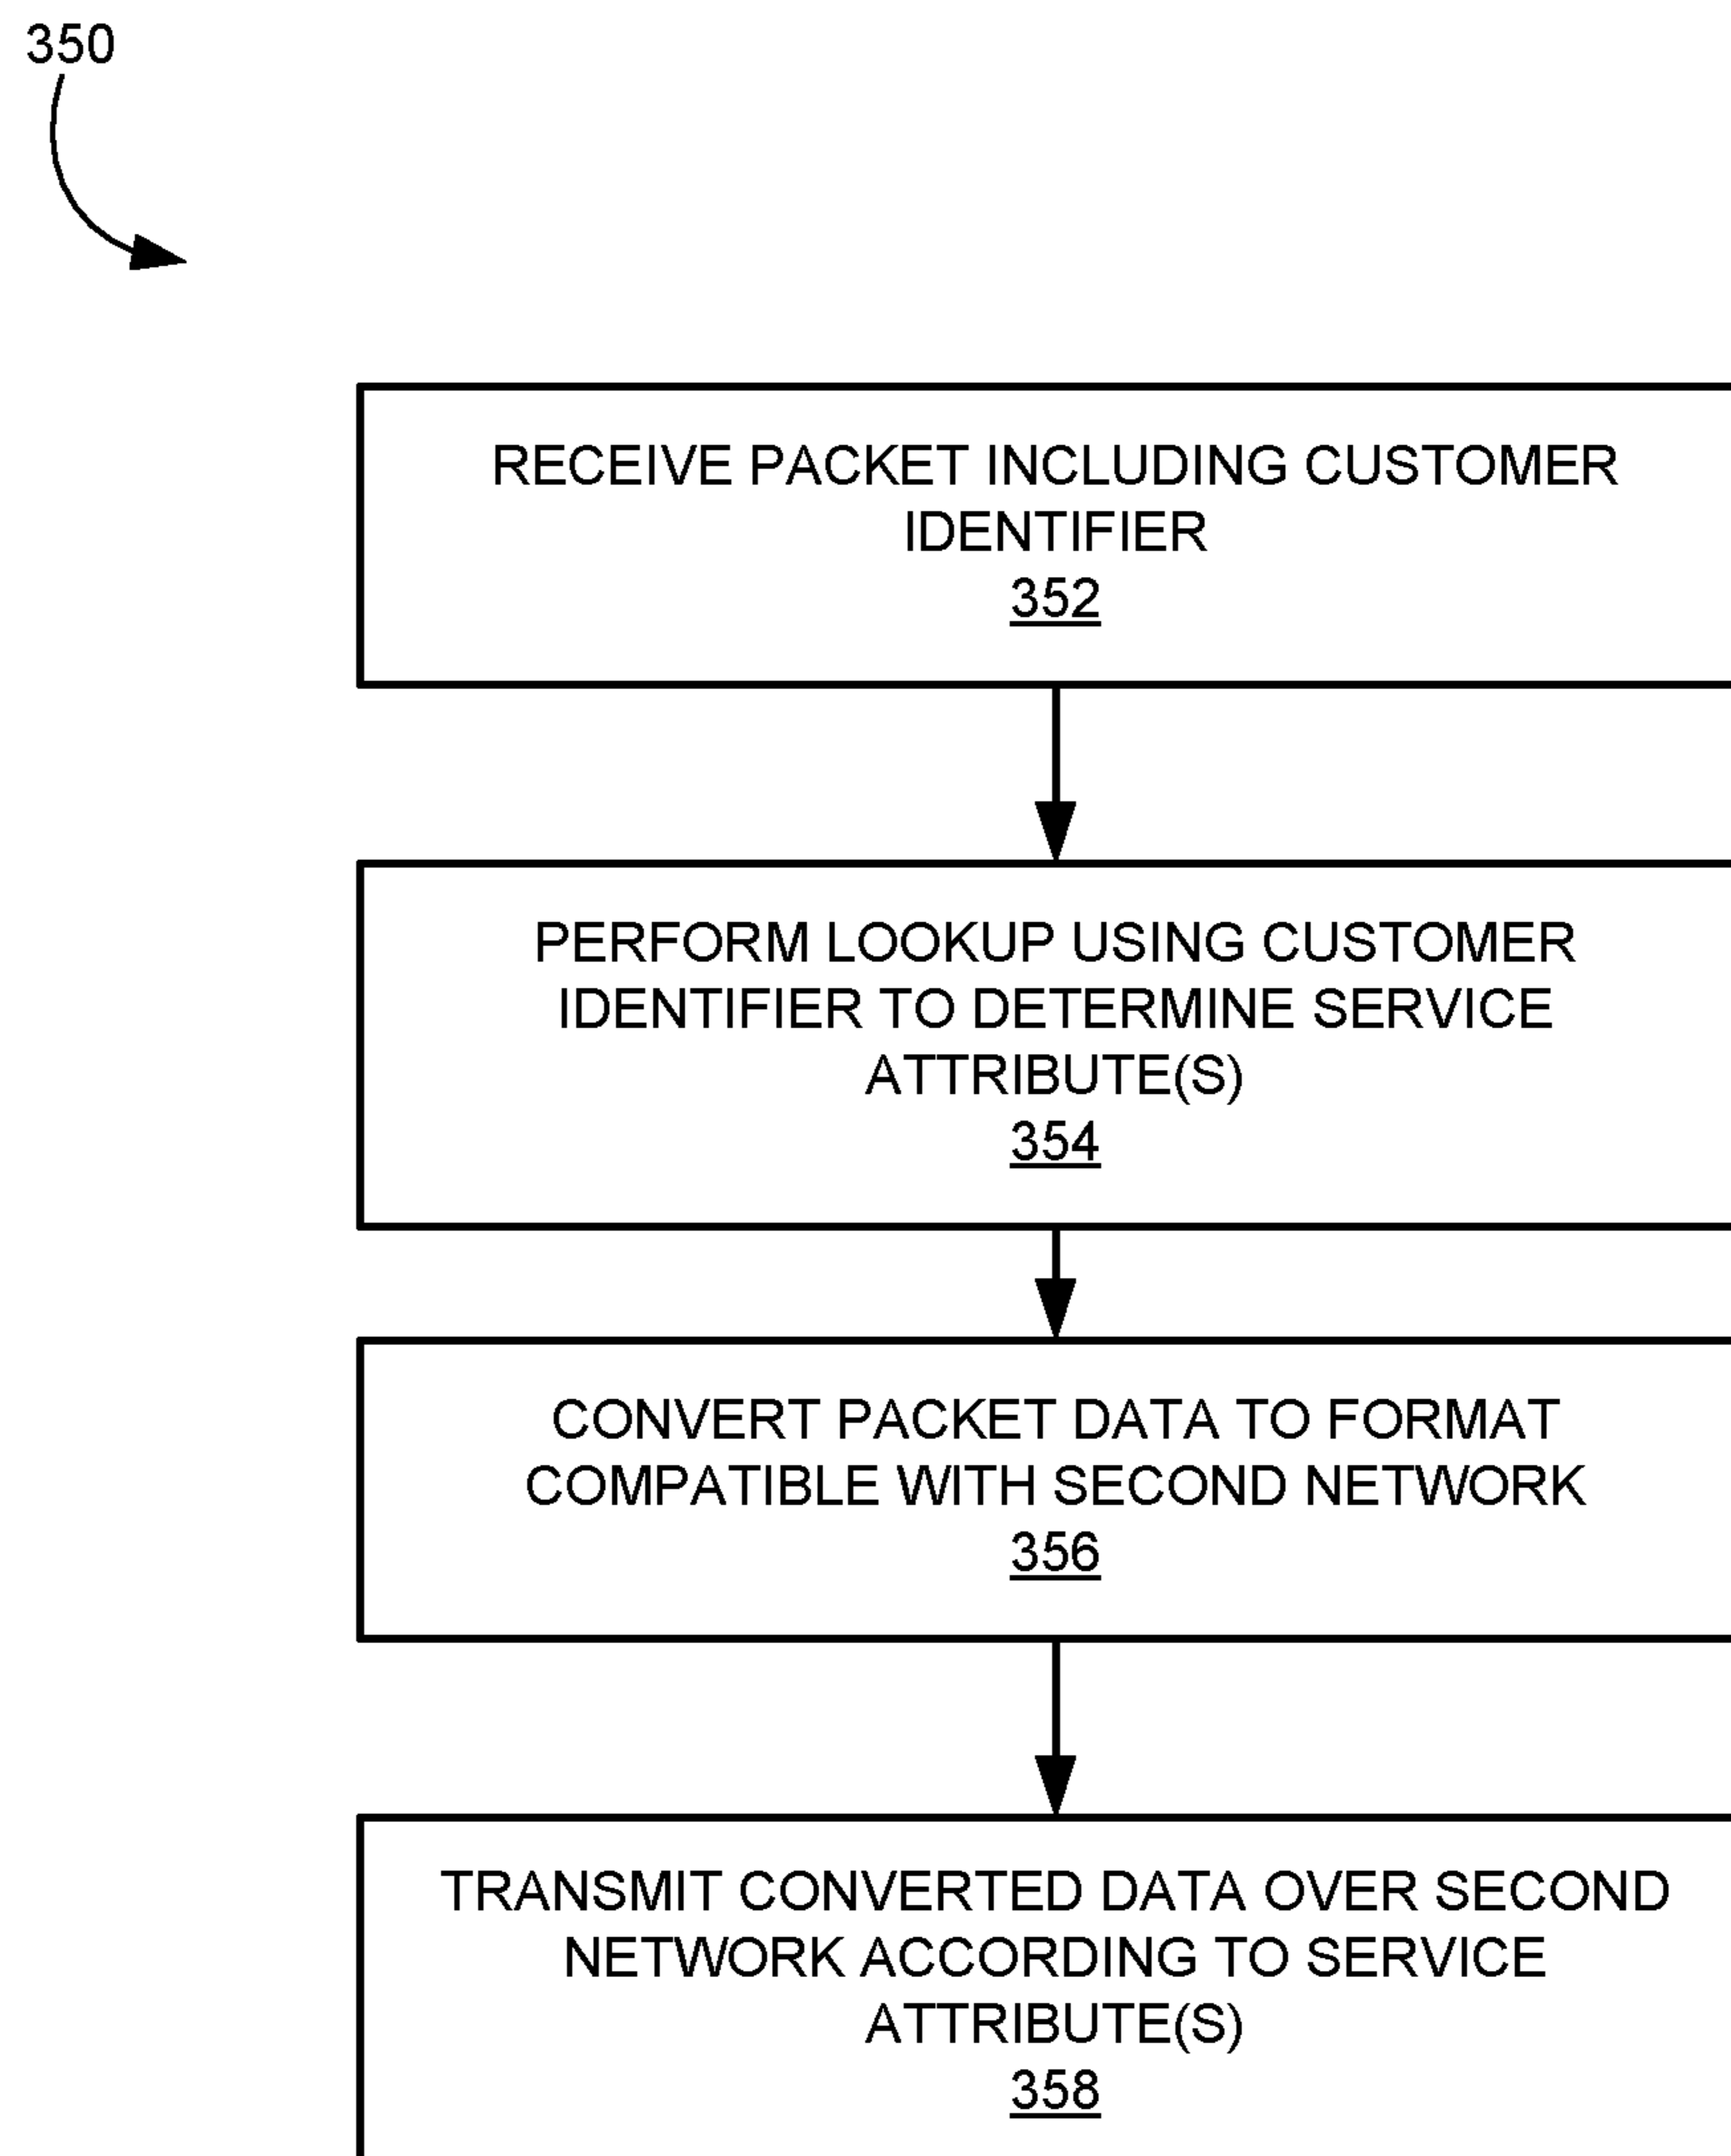 350
RECEIVE PACKET INCLUDING CUSTOMER
IDENTIFIER
352
PERFORM LOOKUP USING CUSTOMER
IDENTIFIER TO DETERMINE SERVICE
ATTRIBUTE(S)
354
CONVERT PACKET DATA TO FORMAT
COMPATIBLE WITH SECOND NETWORK
356
TRANSMIT CONVERTED DATA OVER SECOND
NETWORK ACCORDING TO SERVICE
ATTRIBUTE(S)
358